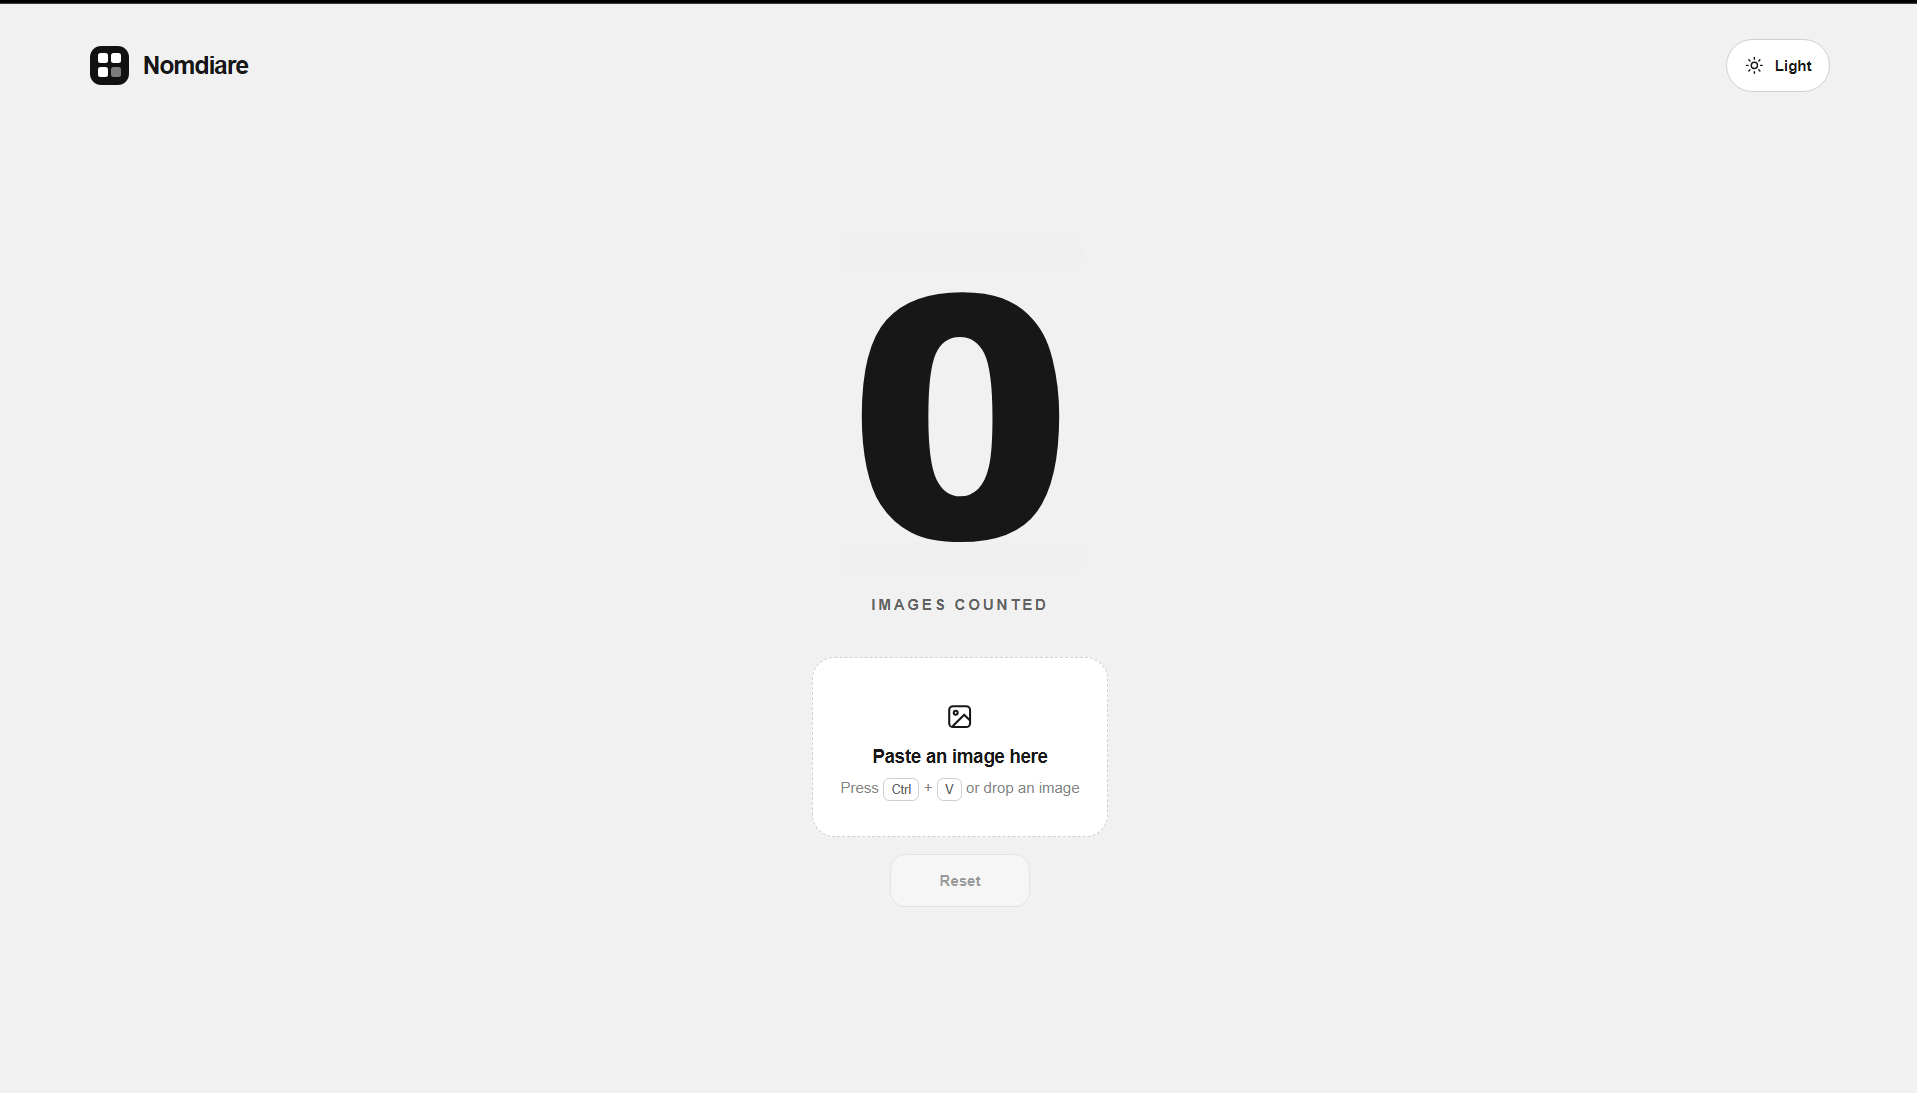 Nomdiare
Light
0
IMAGES COUNTED
Paste an image here
Press Ctrl + V or drop an image
Reset